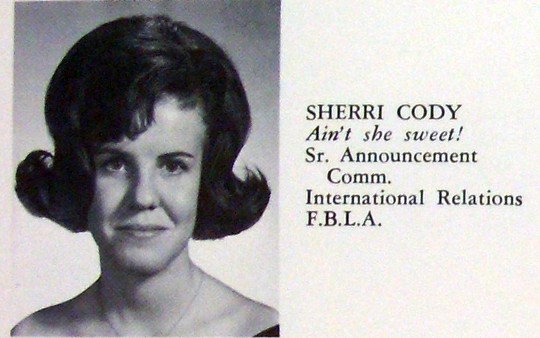 SHERRI CODY
Ain't she sweet!
Sr. Announcement
Comm.
International Relations
F.B.L.A.